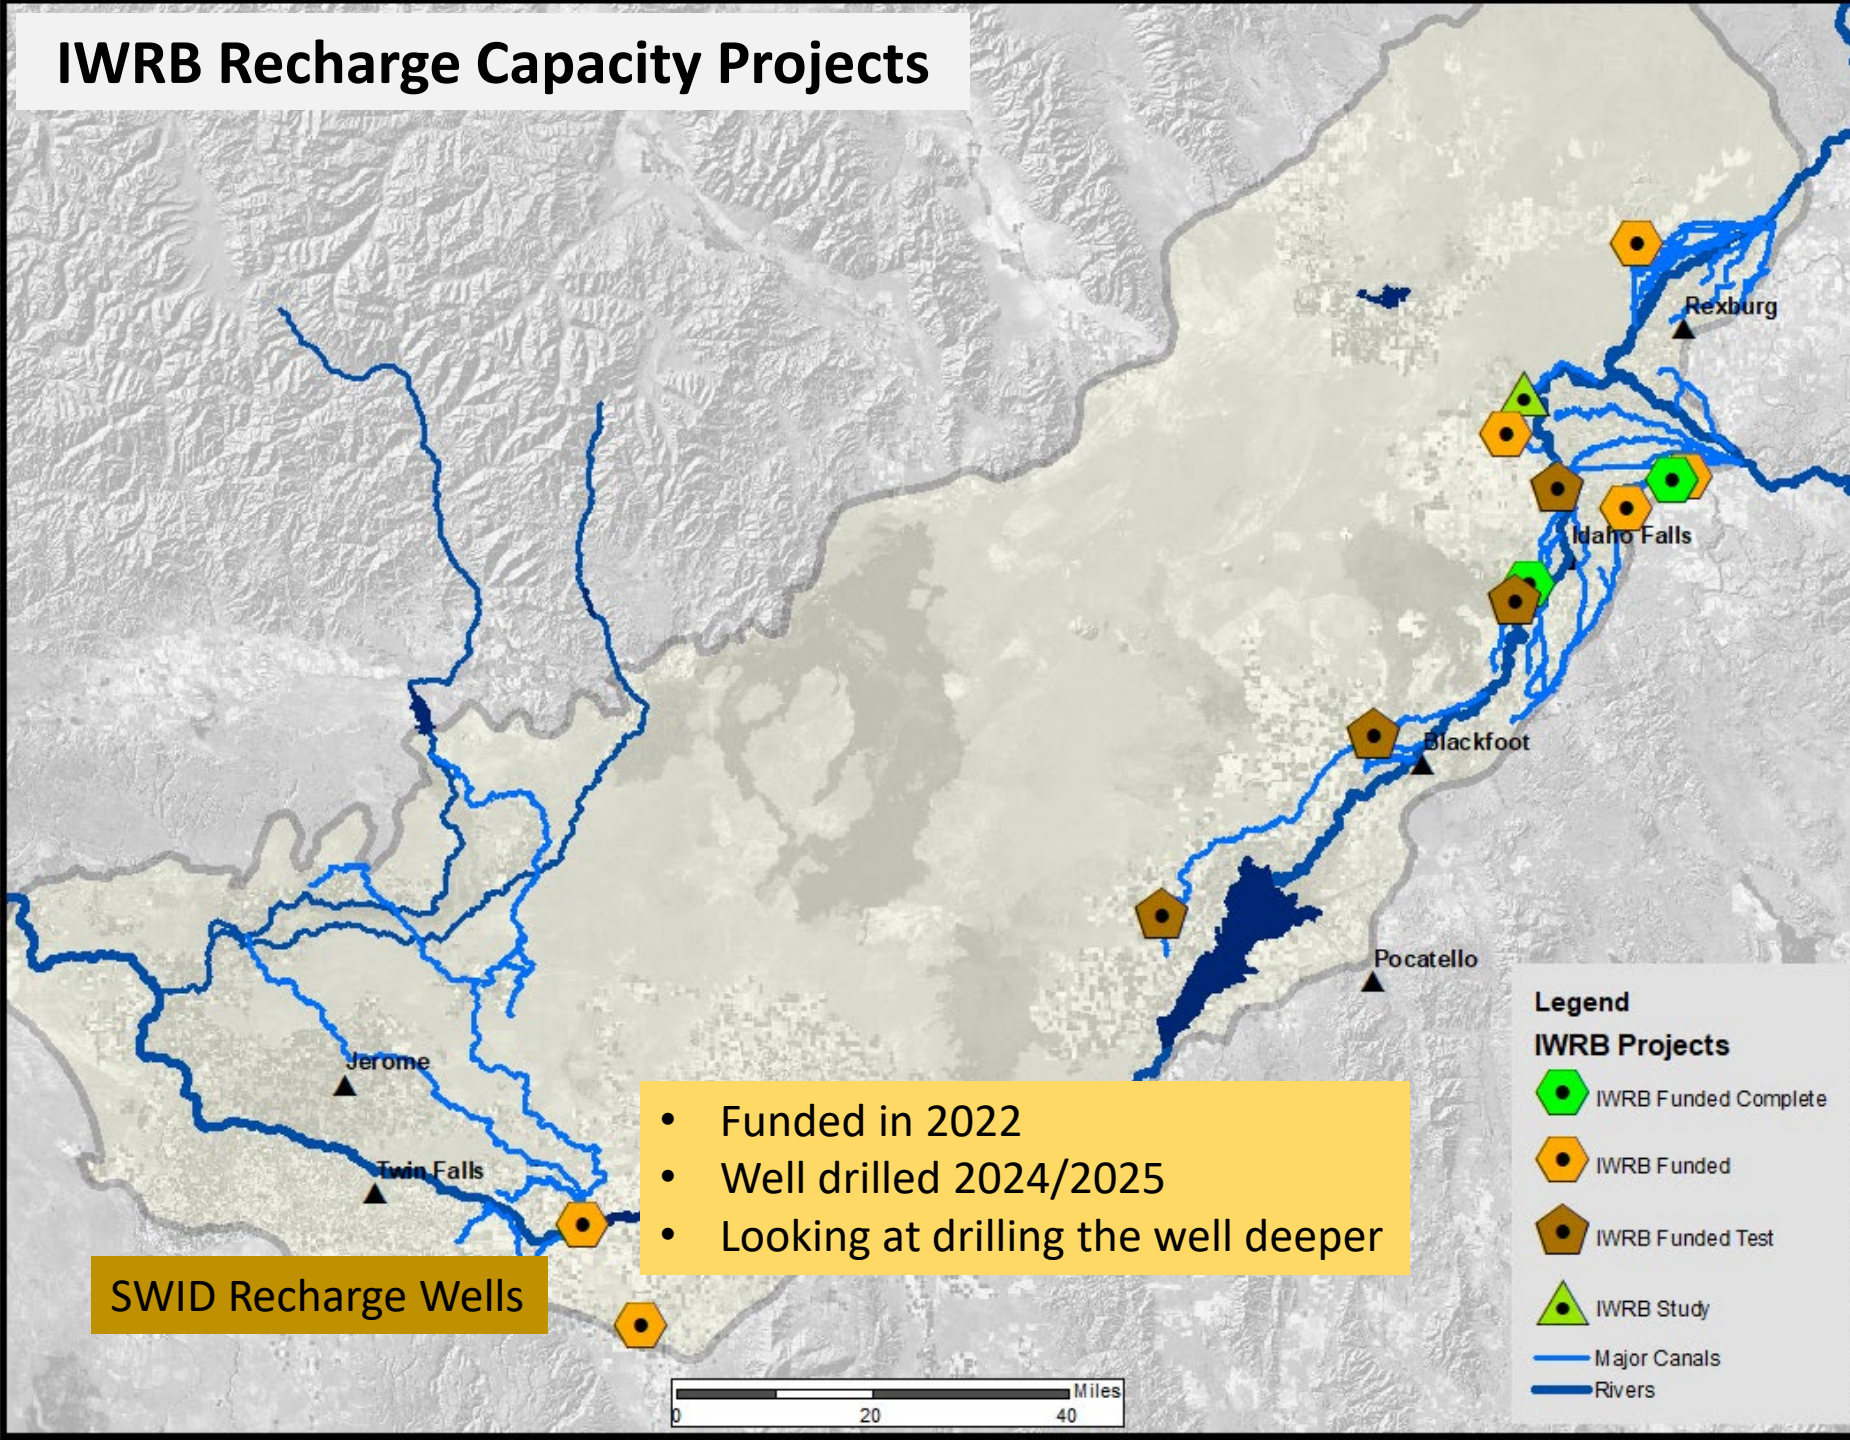 IWRB Recharge Capacity Projects
Rexburg
Idaho Falls
Blackfoot
Pocatello
Jerome
Twin Falls
• Funded in 2022
• Well drilled 2024/2025
• Looking at drilling the well deeper
SWID Recharge Wells
Legend
IWRB Projects
IWRB Funded Complete
IWRB Funded
IWRB Funded Test
IWRB Study
Major Canals
Rivers
Miles
0 20 40